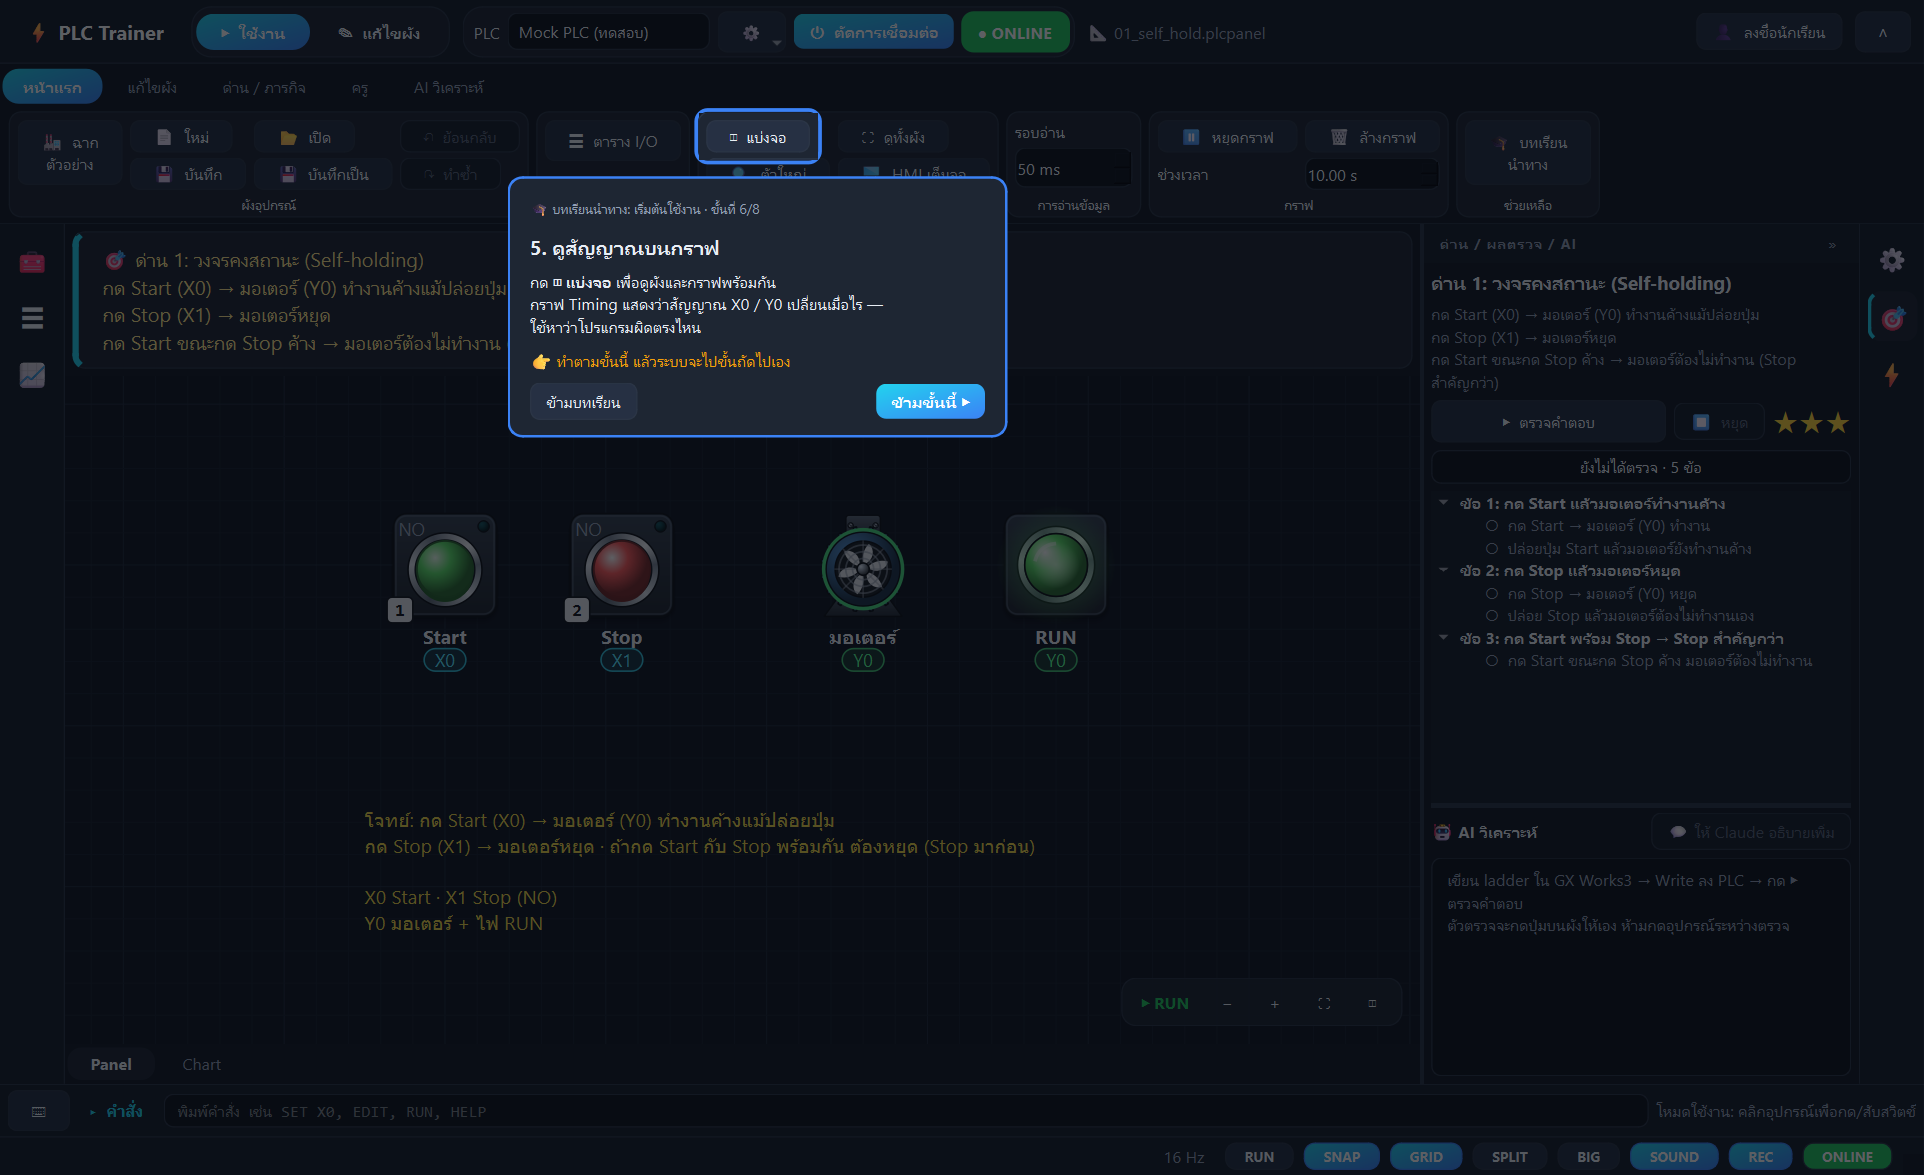 PLC Trainer
▶ ใช้งาน
✎ แก้ไขผัง
PLC
Mock PLC (ทดสอบ)
ตัดการเชื่อมต่อ
● ONLINE
01_self_hold.plcpanel
ลงชื่อนักเรียน
หน้าแรก
แก้ไขผัง
ด่าน / ภารกิจ
ครู
AI วิเคราะห์
ฉาก
ตัวอย่าง
ใหม่
เปิด
ย้อนกลับ
บันทึก
บันทึกเป็น
ทำซ้ำ
ผังอุปกรณ์
ตาราง I/O
แบ่งจอ
ดูทั้งผัง
ตัวใหญ่
HMI เต็มจอ
รอบอ่าน
50 ms
การอ่านข้อมูล
หยุดกราฟ
ล้างกราฟ
ช่วงเวลา
10.00 s
กราฟ
บทเรียน
นำทาง
ช่วยเหลือ
บทเรียนนำทาง: เริ่มต้นใช้งาน · ขั้นที่ 6/8
5. ดูสัญญาณบนกราฟ
กด ◫ แบ่งจอ เพื่อดูผังและกราฟพร้อมกัน
กราฟ Timing แสดงว่าสัญญาณ X0 / Y0 เปลี่ยนเมื่อไร —
ใช้หาว่าโปรแกรมผิดตรงไหน
👉 ทำตามขั้นนี้ แล้วระบบจะไปขั้นถัดไปเอง
ข้ามบทเรียน
ข้ามขั้นนี้ ▶
ด่าน 1: วงจรคงสถานะ (Self-holding)
กด Start (X0) → มอเตอร์ (Y0) ทำงานค้างแม้ปล่อยปุ่ม
กด Stop (X1) → มอเตอร์หยุด
กด Start ขณะกด Stop ค้าง → มอเตอร์ต้องไม่ทำงาน
NO
1
Start
X0
NO
2
Stop
X1
มอเตอร์
Y0
RUN
Y0
โจทย์: กด Start (X0) → มอเตอร์ (Y0) ทำงานค้างแม้ปล่อยปุ่ม
กด Stop (X1) → มอเตอร์หยุด · ถ้ากด Start กับ Stop พร้อมกัน ต้องหยุด (Stop มาก่อน)
X0 Start · X1 Stop (NO)
Y0 มอเตอร์ + ไฟ RUN
▶ RUN
−
+
Panel
Chart
ด่าน / ผลตรวจ / AI
»
ด่าน 1: วงจรคงสถานะ (Self-holding)
กด Start (X0) → มอเตอร์ (Y0) ทำงานค้างแม้ปล่อยปุ่ม
กด Stop (X1) → มอเตอร์หยุด
กด Start ขณะกด Stop ค้าง → มอเตอร์ต้องไม่ทำงาน (Stop
สำคัญกว่า)
▶ ตรวจคำตอบ
หยุด
★★★
ยังไม่ได้ตรวจ · 5 ข้อ
ข้อ 1: กด Start แล้วมอเตอร์ทำงานค้าง
○ กด Start → มอเตอร์ (Y0) ทำงาน
○ ปล่อยปุ่ม Start แล้วมอเตอร์ยังทำงานค้าง
ข้อ 2: กด Stop แล้วมอเตอร์หยุด
○ กด Stop → มอเตอร์ (Y0) หยุด
○ ปล่อย Stop แล้วมอเตอร์ต้องไม่ทำงานเอง
ข้อ 3: กด Start พร้อม Stop → Stop สำคัญกว่า
○ กด Start ขณะกด Stop ค้าง มอเตอร์ต้องไม่ทำงาน
AI วิเคราะห์
ให้ Claude อธิบายเพิ่ม
เขียน ladder ใน GX Works3 → Write ลง PLC → กด ▶
ตรวจคำตอบ
ตัวตรวจจะกดปุ่มบนผังให้เอง ห้ามกดอุปกรณ์ระหว่างตรวจ
▸ คำสั่ง
พิมพ์คำสั่ง เช่น SET X0, EDIT, RUN, HELP
โหมดใช้งาน: คลิกอุปกรณ์เพื่อกด/สับสวิตช์
16 Hz
RUN
SNAP
GRID
SPLIT
BIG
SOUND
REC
ONLINE